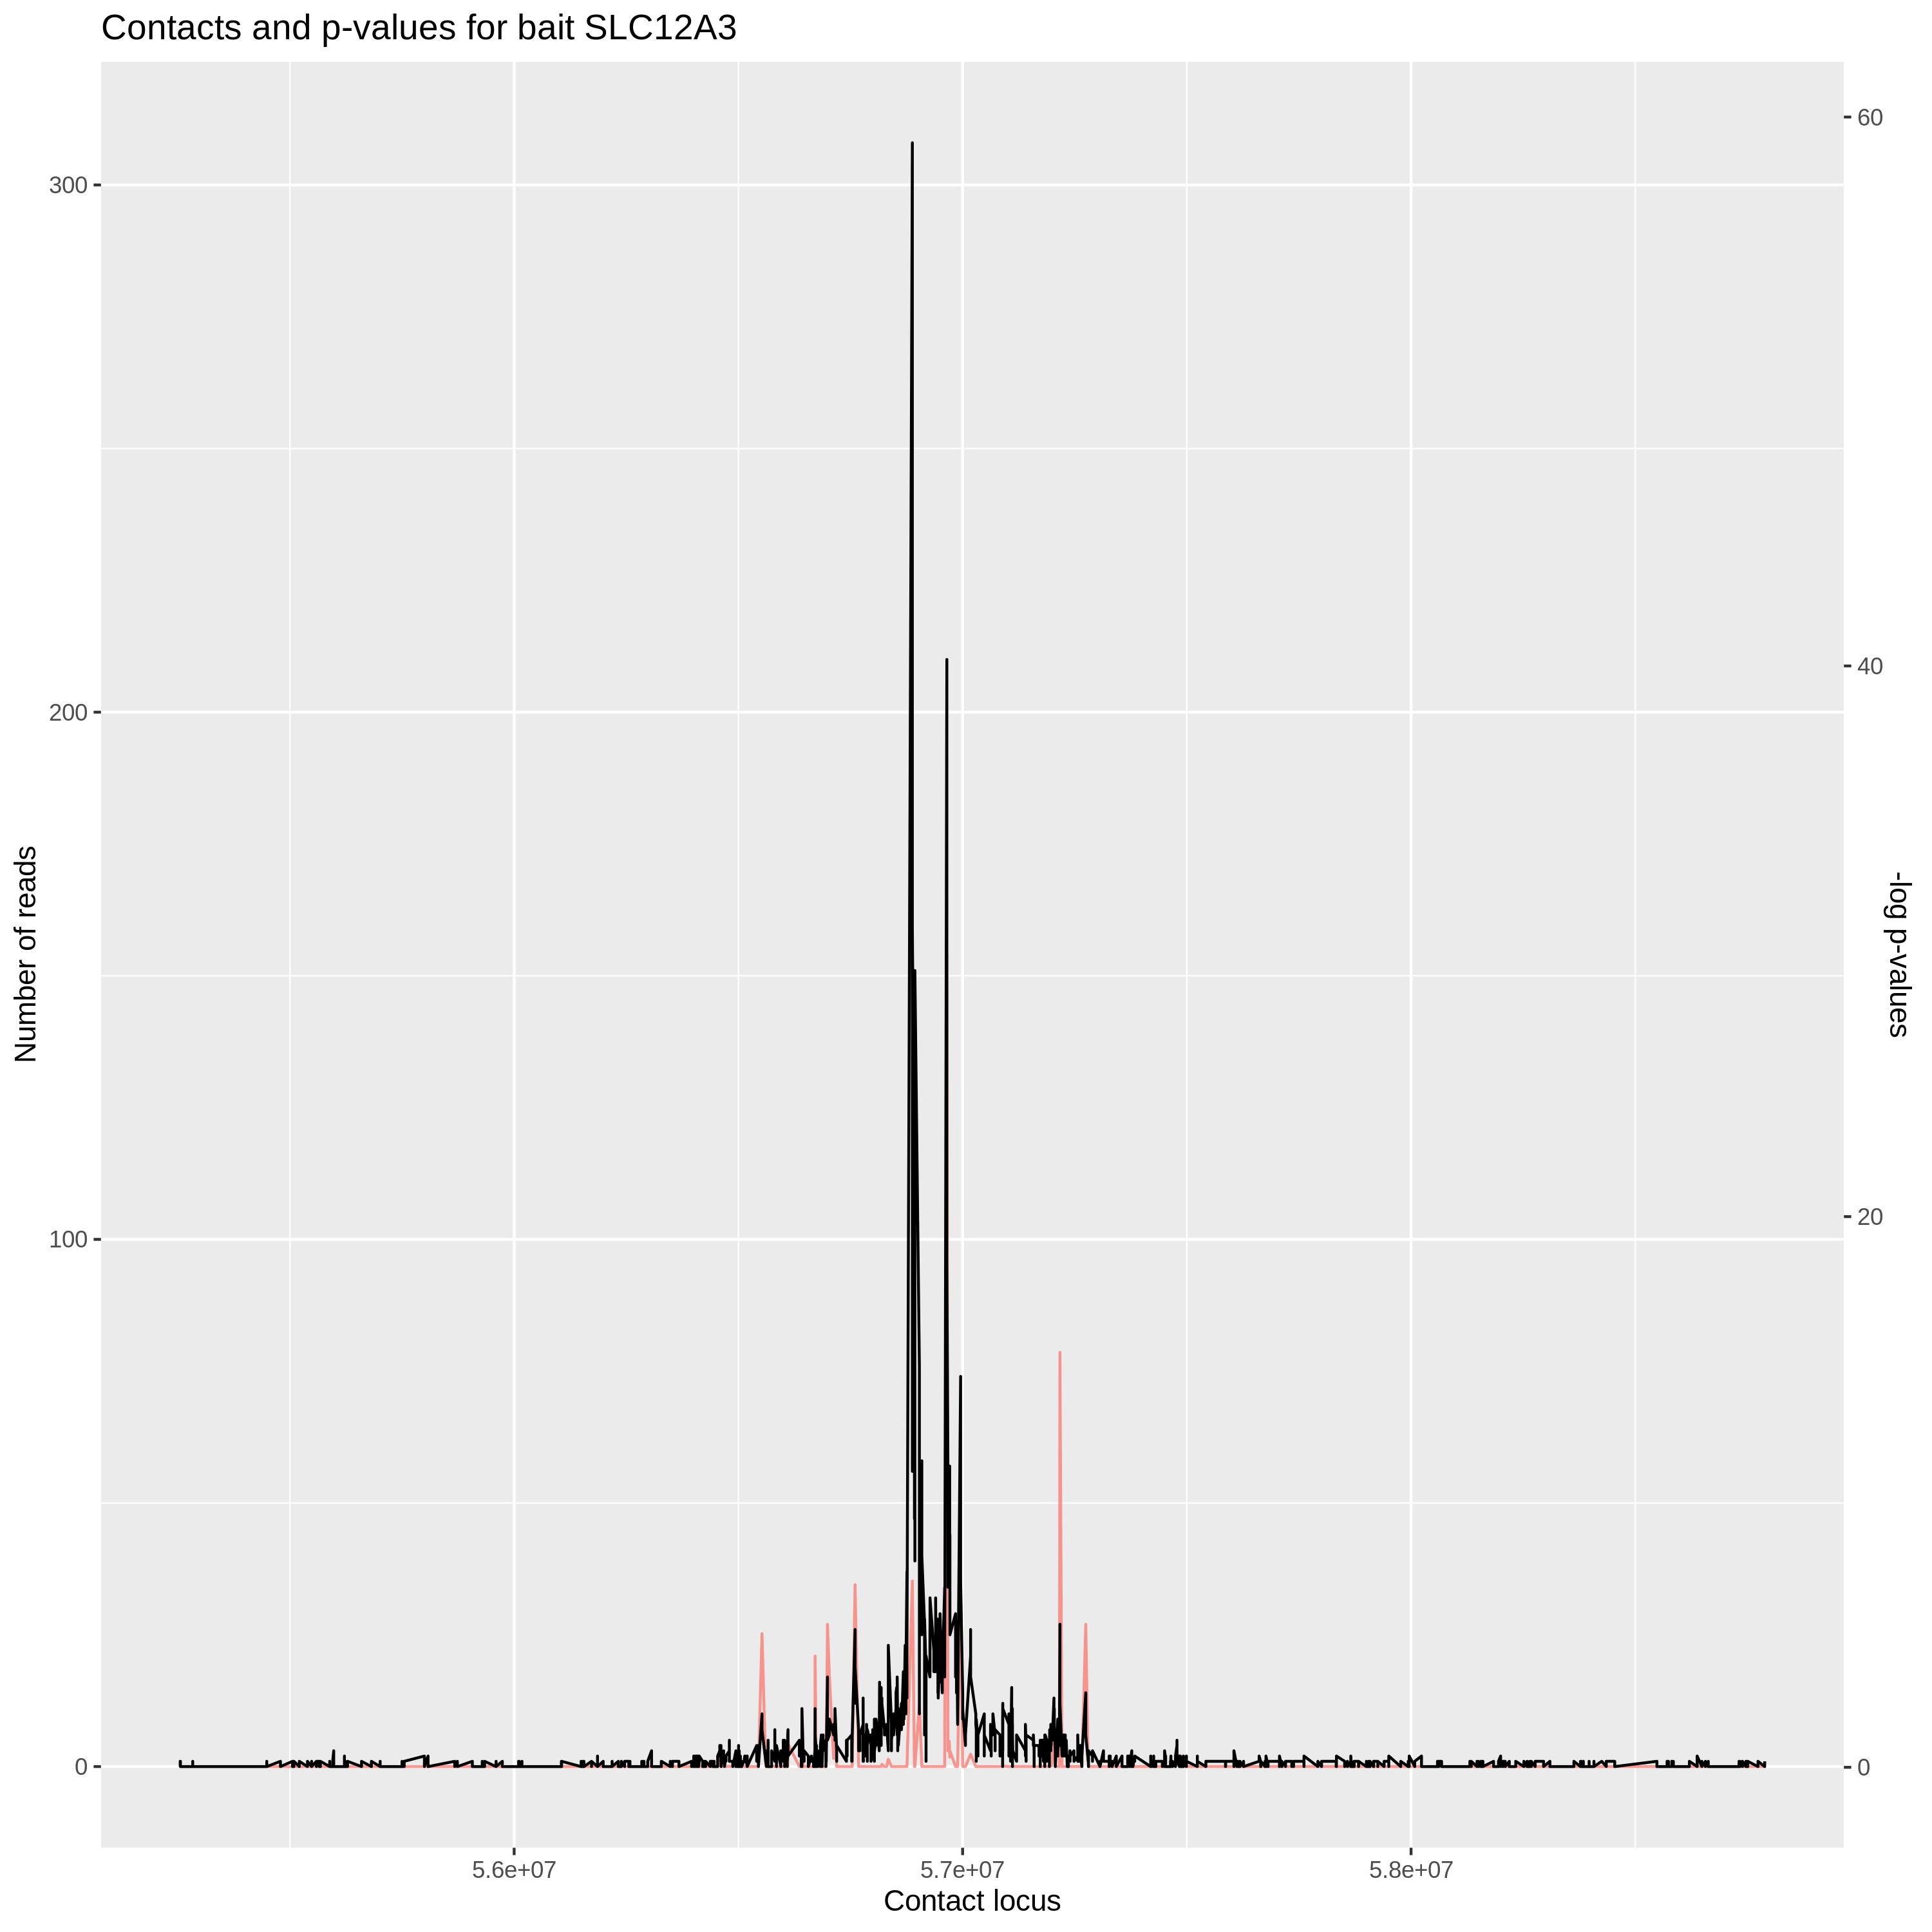 Contacts and p-values for bait SLC12A3
300
200
100
0
Number of reads
60
40
20
0
-log p-values
5.6e+07 5.7e+07 5.8e+07
Contact locus